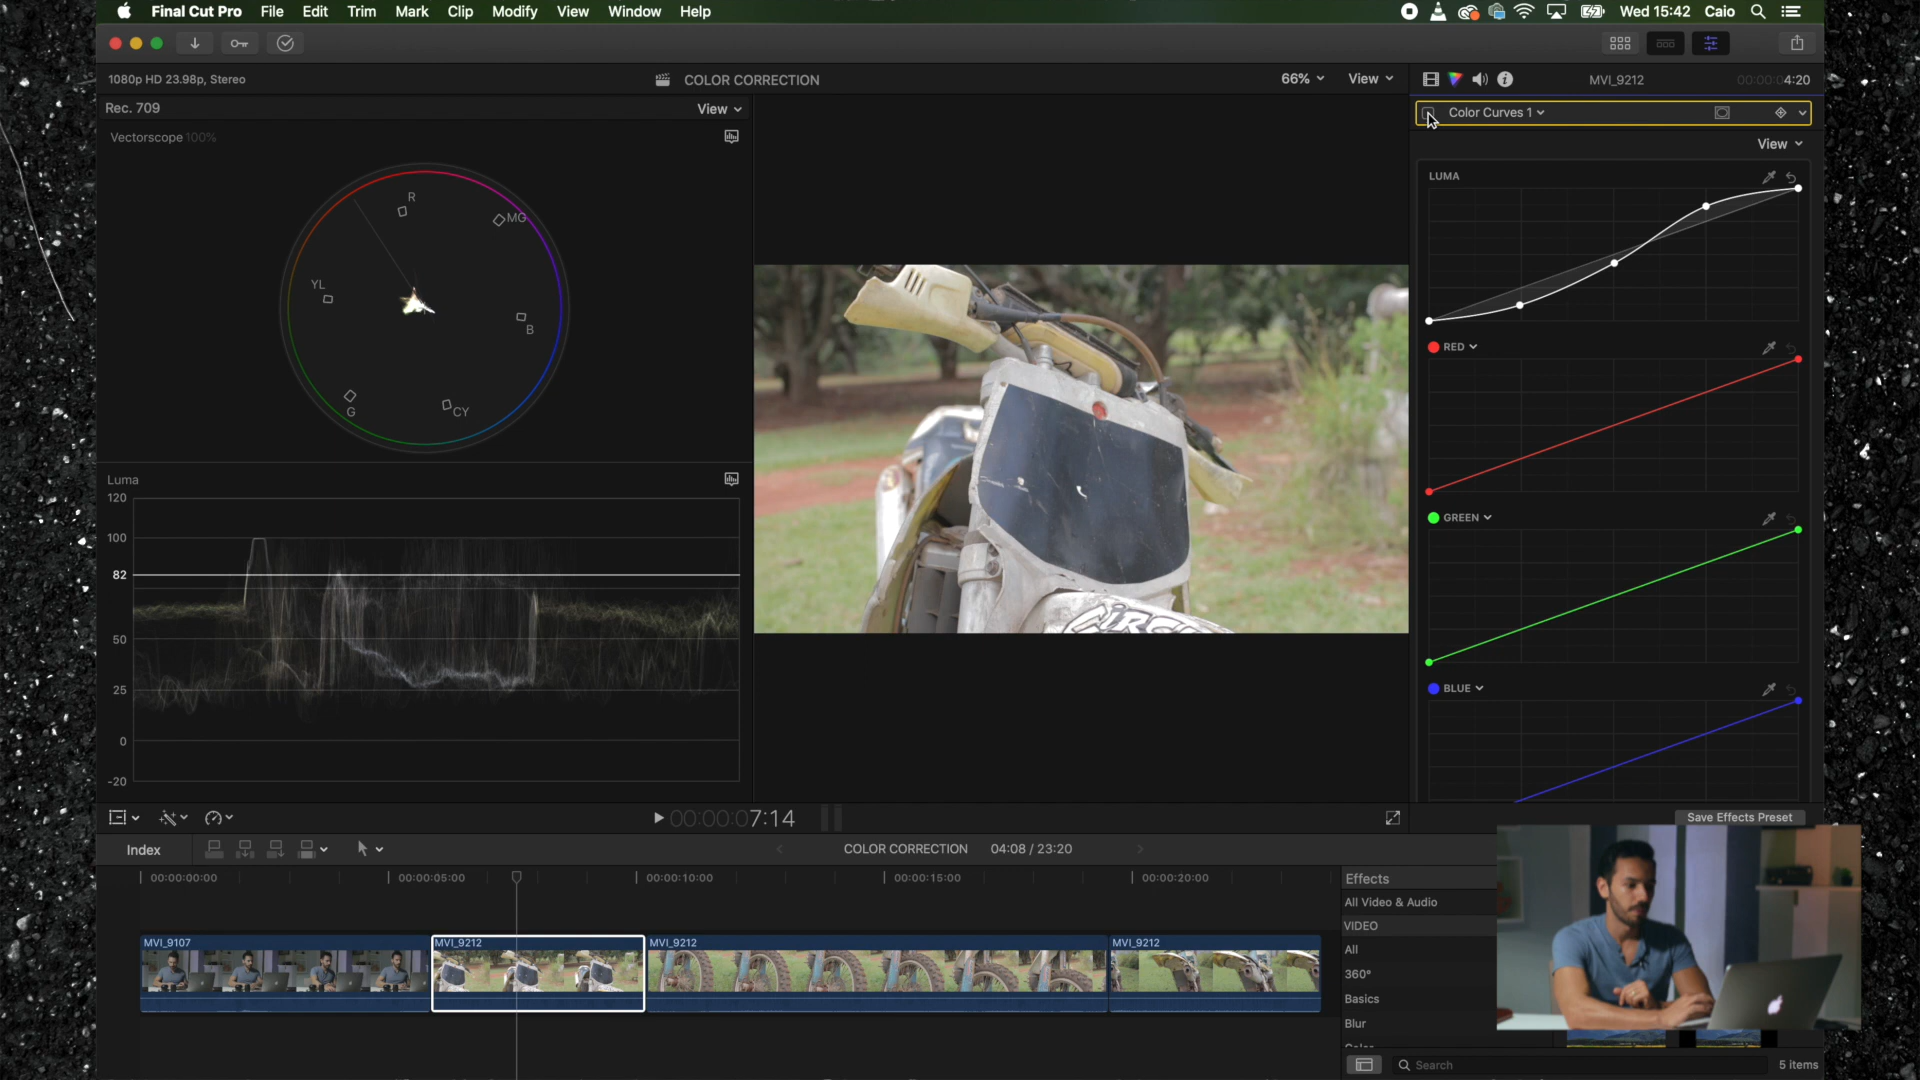 Final Cut Pro File Edit Trim Mark Clip Modify View Window Help
Wed 15:42 Caio
1080p HD 23.98p, Stereo
COLOR CORRECTION
66% View
MVI_9212
00:00:04:20
Rec. 709
View
Color Curves 1
Vectorscope 100%
View
R
MG
YL
B
G
CY
LUMA
RED
GREEN
BLUE
Luma
120
100
82
50
25
0
-20
00:00:07:14
Save Effects Preset
Index
COLOR CORRECTION 04:08 / 23:20
00:00:00:00
00:00:05:00
00:00:10:00
00:00:15:00
00:00:20:00
Effects
All Video & Audio
VIDEO
All
360°
Basics
Blur
Color
MVI_9107
MVI_9212
MVI_9212
MVI_9212
Search
5 items